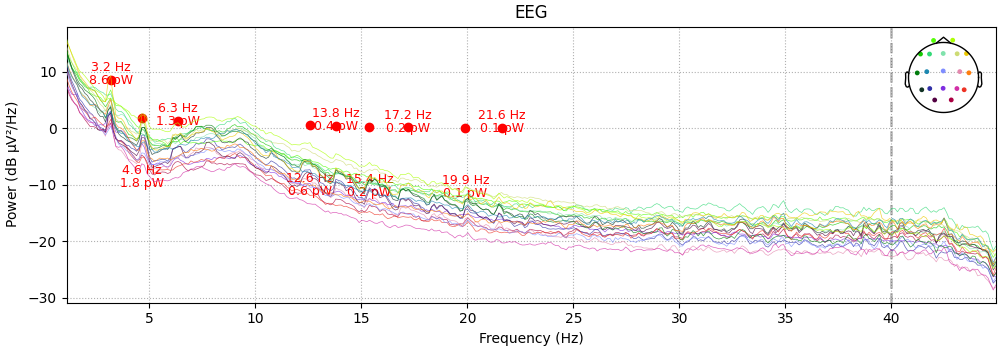 EEG
Power (dB µV²/Hz)
10
0
−10
−20
−30
3.2 Hz
8.6 pW
6.3 Hz
1.3 pW
13.8 Hz
0.4 pW
17.2 Hz
0.2 pW
21.6 Hz
0.1 pW
4.6 Hz
1.8 pW
12.6 Hz
0.6 pW
15.4 Hz
0.2 pW
19.9 Hz
0.1 pW
5
10
15
20
25
30
35
40
Frequency (Hz)